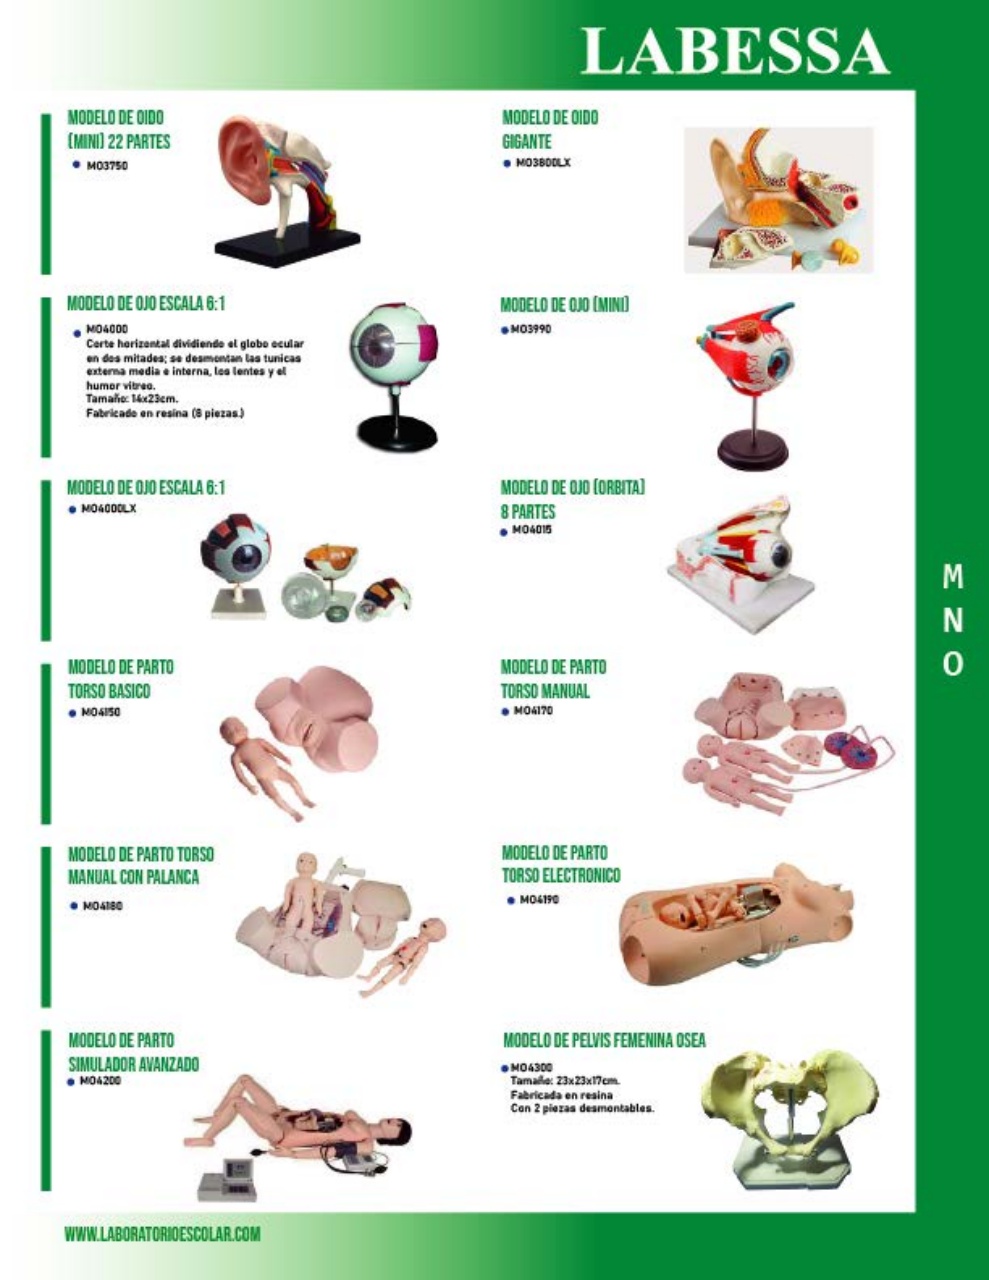 LABESSA
MODELO DE OIDO
(MINI) 22 PARTES
MO3750
MODELO DE OIDO
GIGANTE
MO3800LX
MODELO DE OJO ESCALA 6:1
MO4000
Corte horizontal dividiendo el globo ocular
en dos mitades; se desmontan las tunicas
externa media e interna, los lentes y el
humor vitreo.
Tamaño: 14x23cm.
Fabricado en resina (8 piezas.)
MODELO DE OJO (MINI)
MO3990
MODELO DE OJO ESCALA 6:1
MO4000LX
MODELO DE OJO (ORBITA)
8 PARTES
MO4015
MODELO DE PARTO
TORSO BASICO
MO4150
MODELO DE PARTO
TORSO MANUAL
MO4170
MODELO DE PARTO TORSO
MANUAL CON PALANCA
MO4180
MODELO DE PARTO
TORSO ELECTRONICO
MO4190
MODELO DE PARTO
SIMULADOR AVANZADO
MO4200
MODELO DE PELVIS FEMENINA OSEA
MO4300
Tamaño: 23x23x17cm.
Fabricada en resina
Con 2 piezas desmontables.
M
N
O
WWW.LABORATORIOESCOLAR.COM